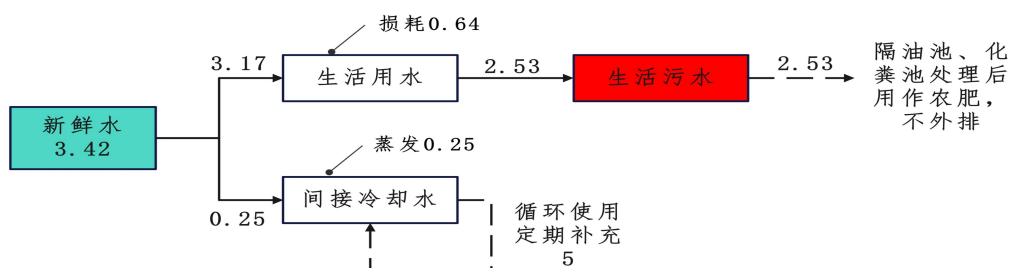 损耗0.64
3.17
生活用水
2.53
生活污水
2.53
隔油池、化
粪池处理后
用作农肥，
不外排
新鲜水
3.42
蒸发0.25
间接冷却水
0.25
循环使用
定期补充
5